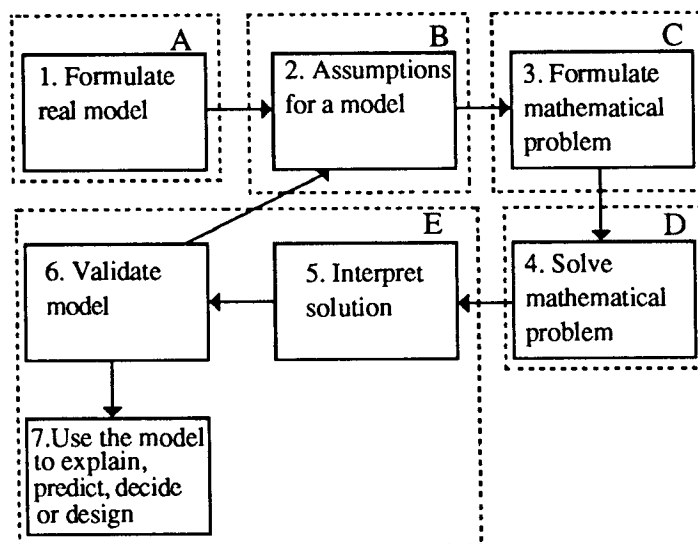 A
1. Formulate
real model
B
2. Assumptions
for a model
C
3. Formulate
mathematical
problem
D
4. Solve
mathematical
problem
E
5. Interpret
solution
6. Validate
model
7.Use the model
to explain,
predict, decide
or design